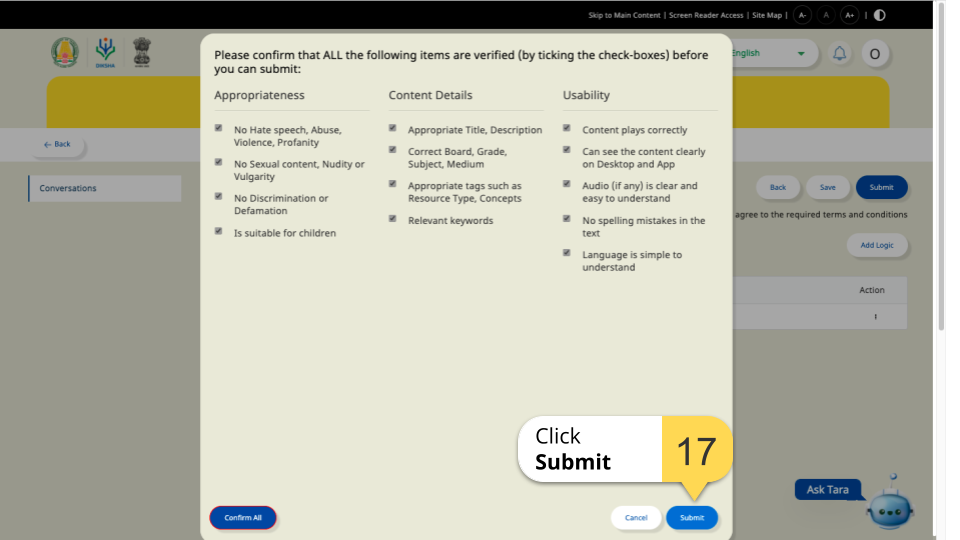 Skip to Main Content | Screen Reader Access | Site Map | A- A A+ |
DIKSHA
English
O
← Back
Conversations
Back Save Submit
agree to the required terms and conditions
Add Logic
Action
Please confirm that ALL the following items are verified (by ticking the check-boxes) before
you can submit:
Appropriateness
No Hate speech, Abuse,
Violence, Profanity
No Sexual content, Nudity or
Vulgarity
No Discrimination or
Defamation
Is suitable for children
Content Details
Appropriate Title, Description
Correct Board, Grade,
Subject, Medium
Appropriate tags such as
Resource Type, Concepts
Relevant keywords
Usability
Content plays correctly
Can see the content clearly
on Desktop and App
Audio (if any) is clear and
easy to understand
No spelling mistakes in the
text
Language is simple to
understand
Click
Submit
17
Ask Tara
Confirm All
Cancel Submit